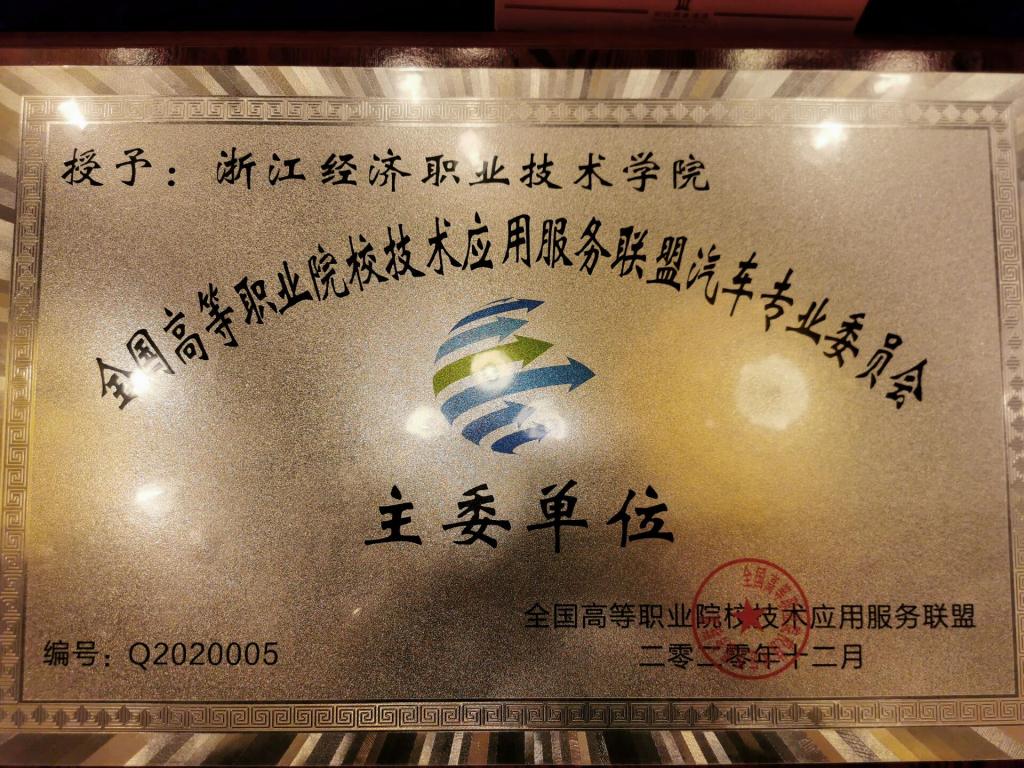 授予：浙江经济职业技术学院
全国高等职业院校技术应用服务联盟汽车专业委员会
主委单位
全国高等职业院校技术应用服务联盟
二零二零年十二月
编号：Q2020005